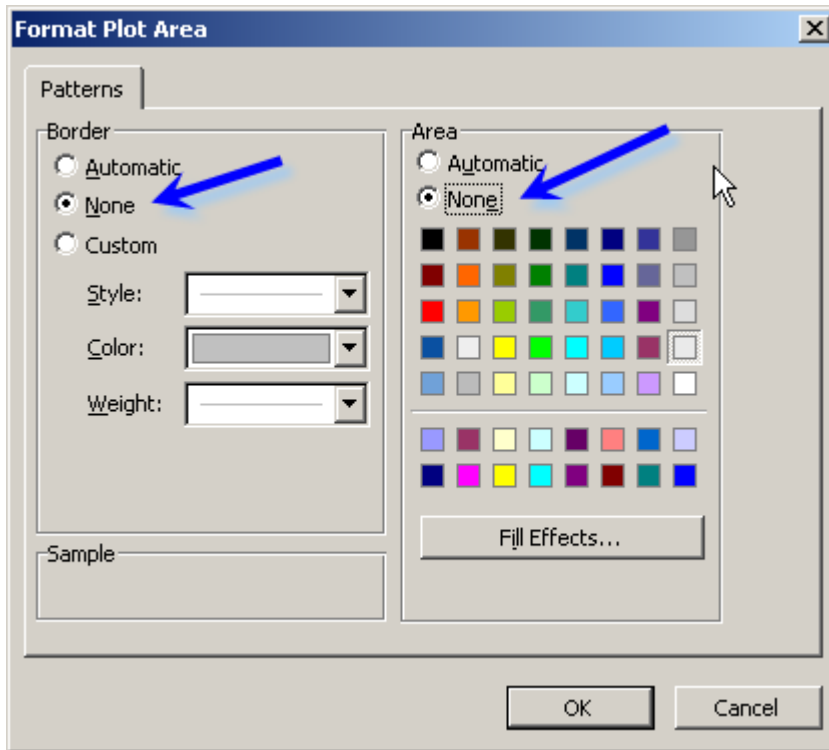 Format Plot Area
Patterns
Border
Automatic
None
Custom
Style:
Color:
Weight:
Sample
Area
Automatic
None
Fill Effects...
OK
Cancel